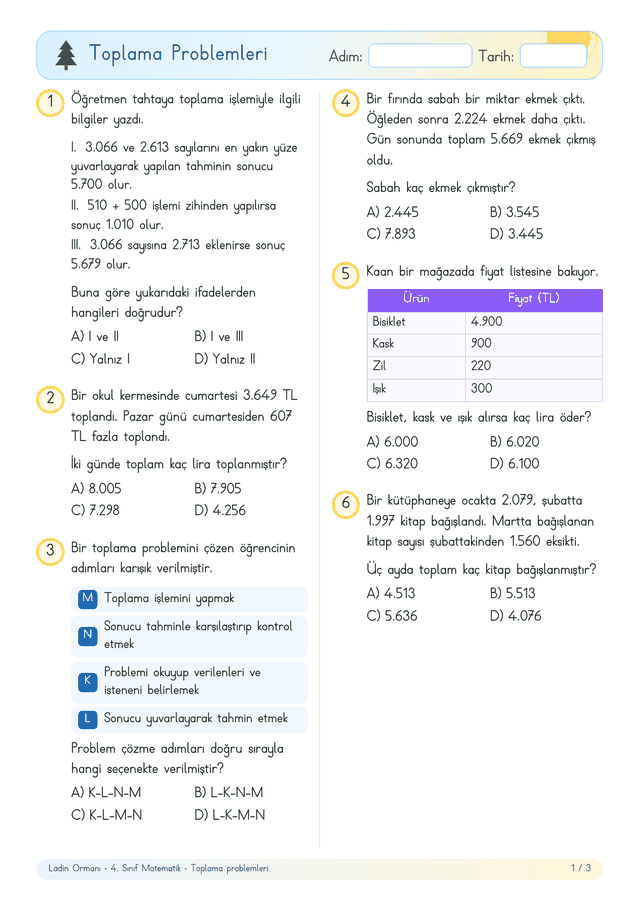 Toplama Problemleri
Adım:
Tarih:
1
Öğretmen tahtaya toplama işlemiyle ilgili
bilgiler yazdı.
I. 3.066 ve 2.613 sayılarını en yakın yüze
yuvarlayarak yapılan tahminin sonucu
5.700 olur.
II. 510 + 500 işlemi zihinden yapılırsa
sonuç 1.010 olur.
III. 3.066 sayısına 2.713 eklenirse sonuç
5.679 olur.
Buna göre yukarıdaki ifadelerden
hangileri doğrudur?
A) I ve II
B) I ve III
C) Yalnız I
D) Yalnız II
2
Bir okul kermesinde cumartesi 3.649 TL
toplandı. Pazar günü cumartesiden 607
TL fazla toplandı.
İki günde toplam kaç lira toplanmıştır?
A) 8.005
B) 7.905
C) 7.298
D) 4.256
3
Bir toplama problemini çözen öğrencinin
adımları karışık verilmiştir.
M Toplama işlemini yapmak
N Sonucu tahminle karşılaştırıp kontrol
etmek
K Problemi okuyup verilenleri ve
isteneni belirlemek
L Sonucu yuvarlayarak tahmin etmek
Problem çözme adımları doğru sırayla
hangi seçenekte verilmiştir?
A) K-L-N-M
B) L-K-N-M
C) K-L-M-N
D) L-K-M-N
4
Bir fırında sabah bir miktar ekmek çıktı.
Öğleden sonra 2.224 ekmek daha çıktı.
Gün sonunda toplam 5.669 ekmek çıkmış
oldu.
Sabah kaç ekmek çıkmıştır?
A) 2.445
B) 3.545
C) 7.893
D) 3.445
5
Kaan bir mağazada fiyat listesine bakıyor.
Ürün Fiyat (TL)
Bisiklet 4.900
Kask 900
Zil 220
Işık 300
Bisiklet, kask ve ışık alırsa kaç lira öder?
A) 6.000
B) 6.020
C) 6.320
D) 6.100
6
Bir kütüphaneye ocakta 2.079, şubatta
1.997 kitap bağışlandı. Martta bağışlanan
kitap sayısı şubattakinden 1.560 eksikti.
Üç ayda toplam kaç kitap bağışlanmıştır?
A) 4.513
B) 5.513
C) 5.636
D) 4.076
Ladin Ormanı • 4. Sınıf Matematik • Toplama problemleri
1 / 3